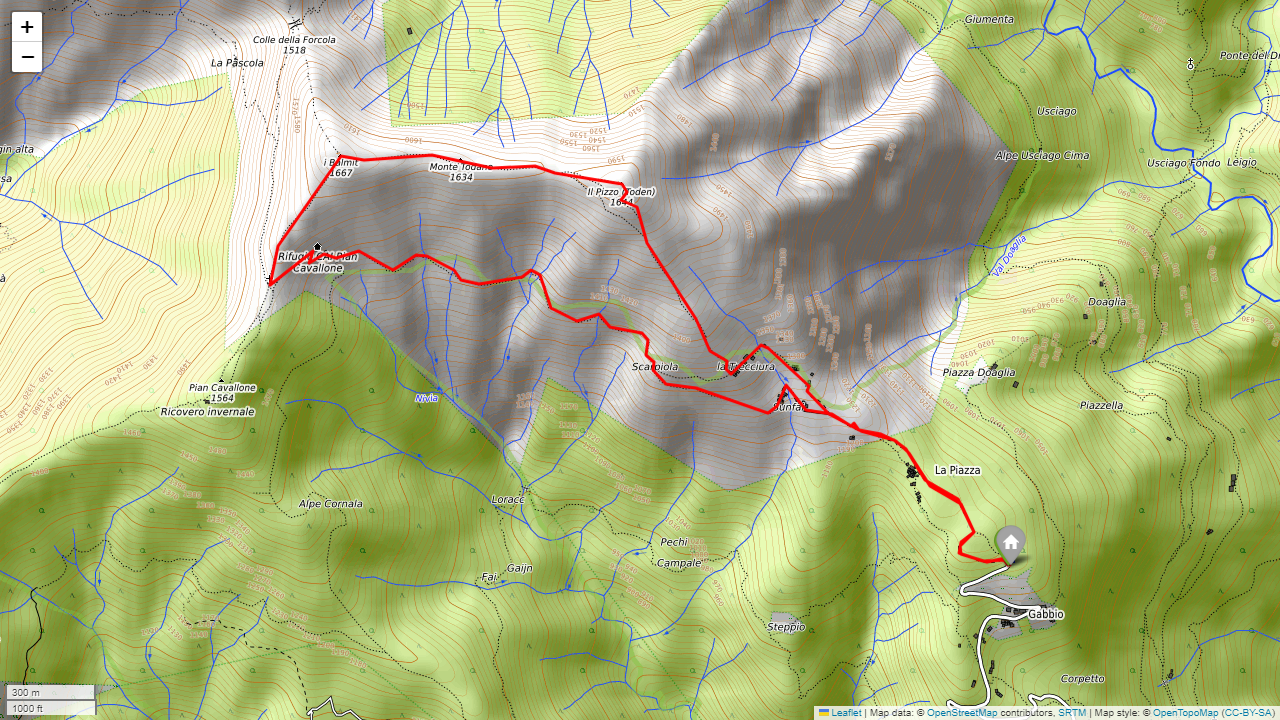 +
−
Giumenta
Colle della Forcola
1518
La Pascola
Ponte del Di
Usciago
gin alta
Alpe Usciago Cima
Usciago Fondo
Leigio
i Balmit
1667
Monte Todano
1634
Il Pizzo (Toden)
1644
Val Doaglia
Rifugio CAI Pian
Cavallone
Doaglia
Scarpiola
la Trecciura
Piazza Doaglia
Pian Cavallone
1564
Ricovero invernale
Nivia
Piazzella
La Piazza
Alpe Cornala
Pechi
Campale
Gaijn
Fai
Gabbio
Steppio
Corpetto
300 m
1000 ft
Leaflet | Map data: © OpenStreetMap contributors, SRTM | Map style: © OpenTopoMap (CC-BY-SA)